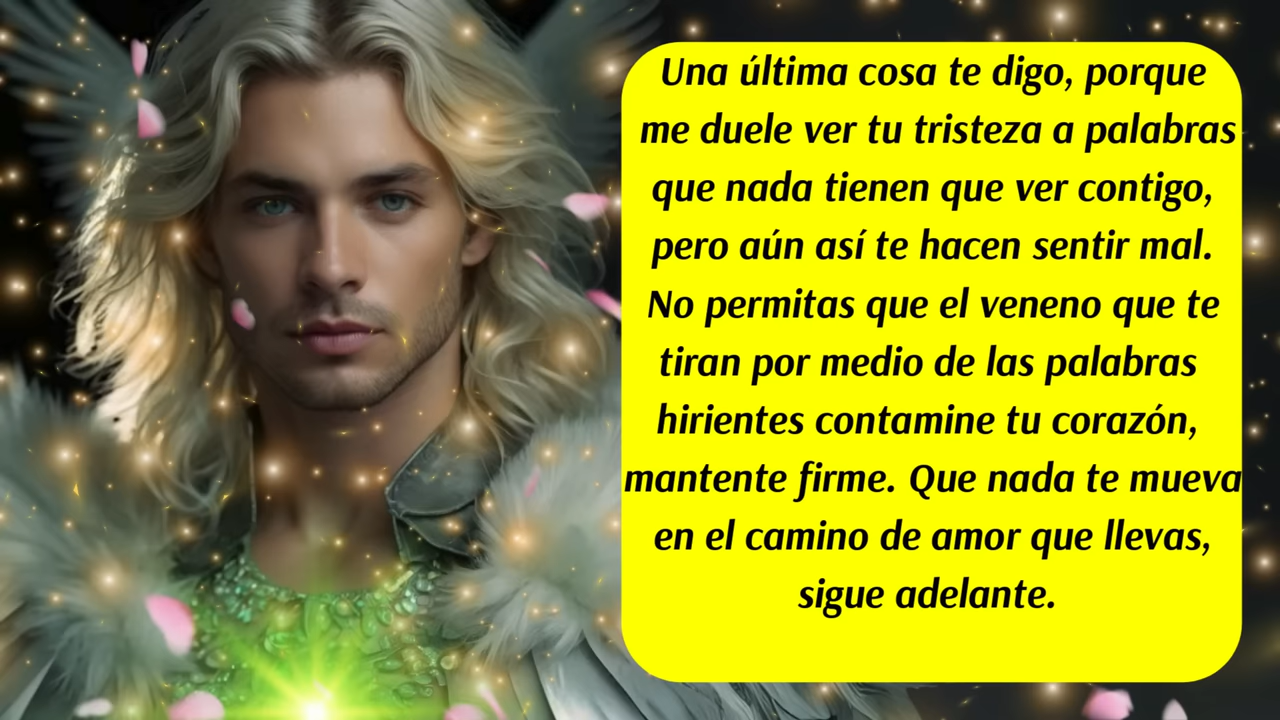 Una última cosa te digo, porque
me duele ver tu tristeza a palabras
que nada tienen que ver contigo,
pero aún así te hacen sentir mal.
No permitas que el veneno que te
tiran por medio de las palabras
hirientes contamine tu corazón,
mantente firme. Que nada te mueva
en el camino de amor que llevas,
sigue adelante.